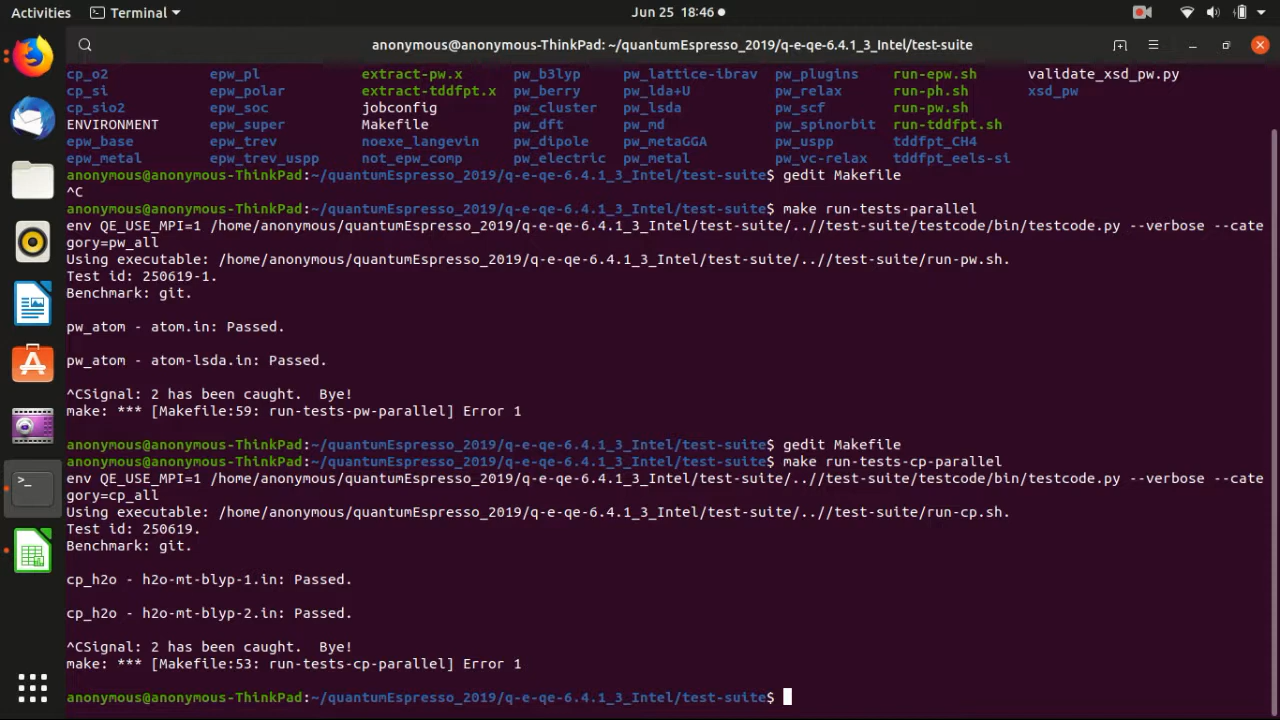 Activities Terminal Jun 25 18:46
anonymous@anonymous-ThinkPad: ~/quantumEspresso_2019/q-e-qe-6.4.1_3_Intel/test-suite
cp_o2 epw_pl extract-pw.x pw_b3lyp pw_lattice-ibrav pw_plugins run-epw.sh validate_xsd_pw.py
cp_si epw_polar extract-tddfpt.x pw_berry pw_lda+U pw_relax run-ph.sh xsd_pw
cp_sio2 epw_soc jobconfig pw_cluster pw_lsda pw_scf run-pw.sh
ENVIRONMENT epw_super Makefile pw_dft pw_md pw_spinorbit run-tddfpt.sh
epw_base epw_trev noexe_langevin pw_dipole pw_metaGGA pw_uspp tddfpt_CH4
epw_metal epw_trev_uspp not_epw_comp pw_electric pw_metal pw_vc-relax tddfpt_eels-si
anonymous@anonymous-ThinkPad:~/quantumEspresso_2019/q-e-qe-6.4.1_3_Intel/test-suite$ gedit Makefile
^C
anonymous@anonymous-ThinkPad:~/quantumEspresso_2019/q-e-qe-6.4.1_3_Intel/test-suite$ make run-tests-parallel
env QE_USE_MPI=1 /home/anonymous/quantumEspresso_2019/q-e-qe-6.4.1_3_Intel/test-suite/..//test-suite/testcode/bin/testcode.py --verbose --cate
gory=pw_all
Using executable: /home/anonymous/quantumEspresso_2019/q-e-qe-6.4.1_3_Intel/test-suite/..//test-suite/run-pw.sh.
Test id: 250619-1.
Benchmark: git.
pw_atom - atom.in: Passed.
pw_atom - atom-lsda.in: Passed.
^CSignal: 2 has been caught.  Bye!
make: *** [Makefile:59: run-tests-pw-parallel] Error 1
anonymous@anonymous-ThinkPad:~/quantumEspresso_2019/q-e-qe-6.4.1_3_Intel/test-suite$ gedit Makefile
anonymous@anonymous-ThinkPad:~/quantumEspresso_2019/q-e-qe-6.4.1_3_Intel/test-suite$ make run-tests-cp-parallel
env QE_USE_MPI=1 /home/anonymous/quantumEspresso_2019/q-e-qe-6.4.1_3_Intel/test-suite/..//test-suite/testcode/bin/testcode.py --verbose --cate
gory=cp_all
Using executable: /home/anonymous/quantumEspresso_2019/q-e-qe-6.4.1_3_Intel/test-suite/..//test-suite/run-cp.sh.
Test id: 250619.
Benchmark: git.
cp_h2o - h2o-mt-blyp-1.in: Passed.
cp_h2o - h2o-mt-blyp-2.in: Passed.
^CSignal: 2 has been caught.  Bye!
make: *** [Makefile:53: run-tests-cp-parallel] Error 1
anonymous@anonymous-ThinkPad:~/quantumEspresso_2019/q-e-qe-6.4.1_3_Intel/test-suite$